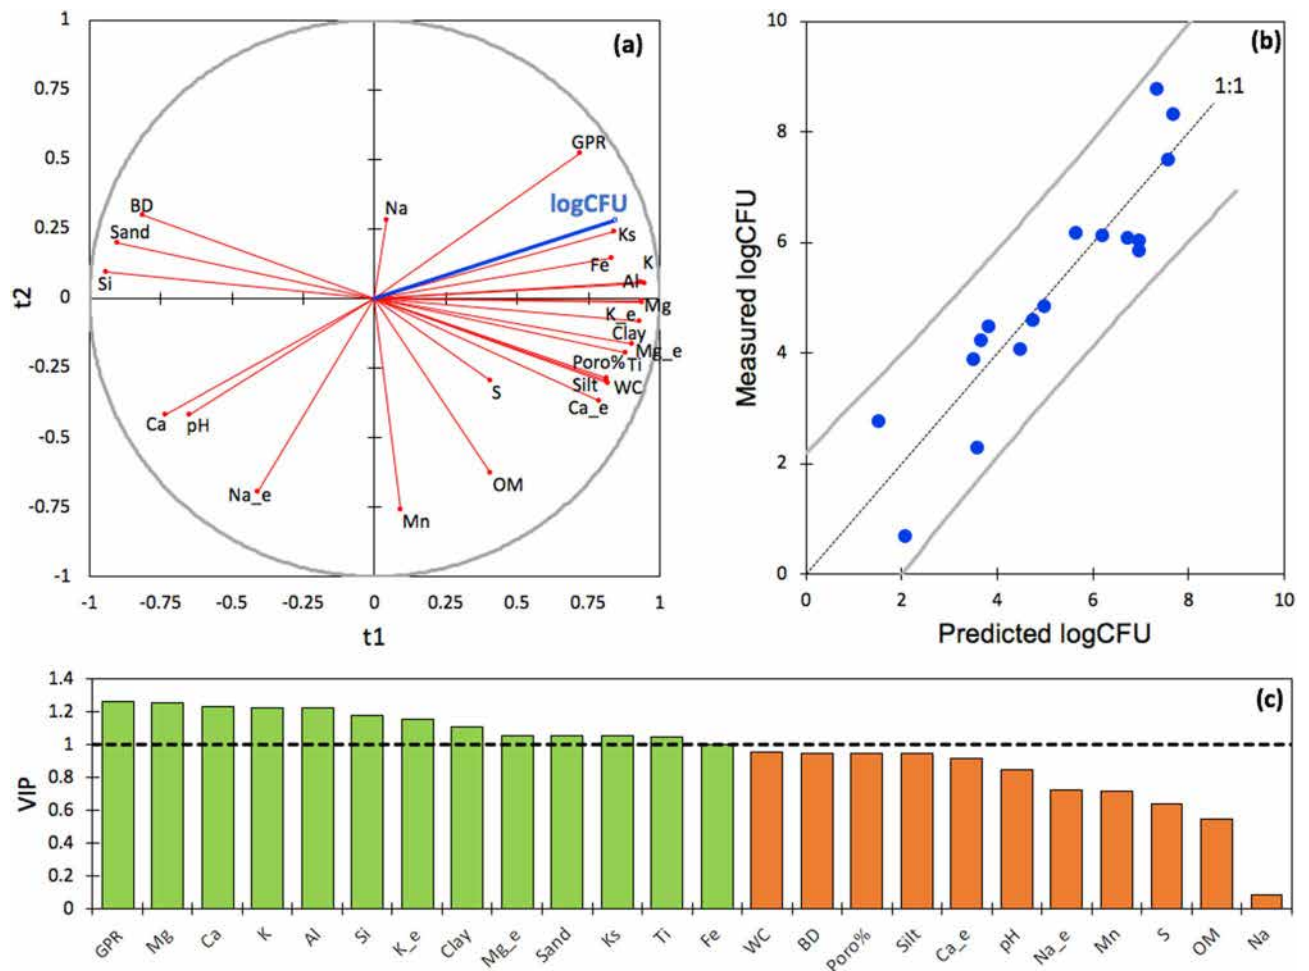 (a)
1
0.75
0.5
0.25
0
-0.25
-0.5
-0.75
-1
t2
-1 -0.75 -0.5 -0.25 0 0.25 0.5 0.75 1
t1
GPR
logCFU
BD
Na
Sand
Ks
Si
Fe
K
Al
Mg
K_e
Clay
Mg_e
Poro% Ti
Silt WC
S
Ca_e
Ca pH
OM
Na_e
Mn
(b)
10
8
6
4
2
0
Measured logCFU
1:1
0 2 4 6 8 10
Predicted logCFU
(c)
1.4
1.2
1
0.8
0.6
0.4
0.2
0
VIP
GPR Mg Ca K Al Si K_e Clay Mg_e Sand Ks Ti Fe WC BD Poro% Silt Ca_e pH Na_e Mn S OM Na